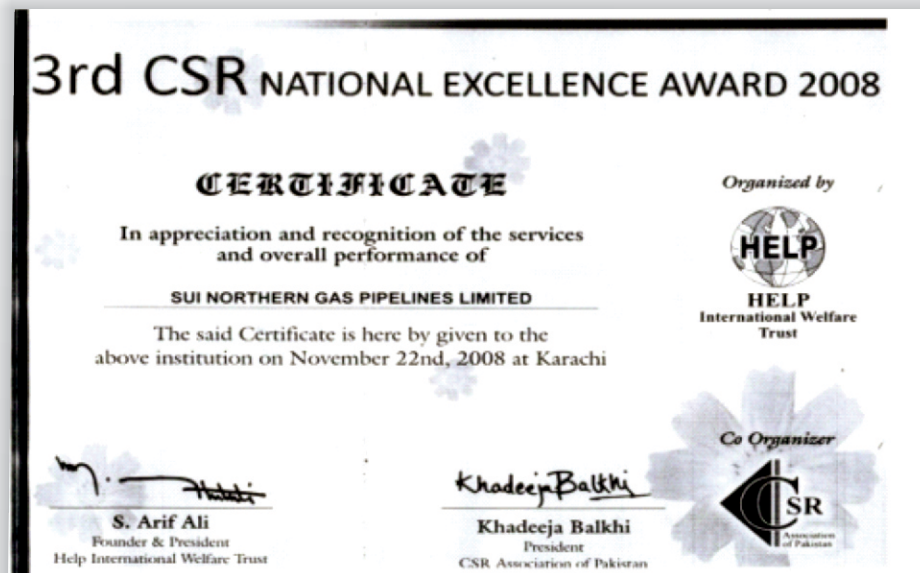 3rd CSR NATIONAL EXCELLENCE AWARD 2008
CERTIFICATE
In appreciation and recognition of the services
and overall performance of
SUI NORTHERN GAS PIPELINES LIMITED
The said Certificate is here by given to the
above institution on November 22nd, 2008 at Karachi
Organized by
HELP
HELP
International Welfare
Trust
Co Organizer
CSR
Association
of Pakistan
S. Arif Ali
Founder & President
Help International Welfare Trust
Khadeeja Balkhi
Khadeeja Balkhi
President
CSR Association of Pakistan